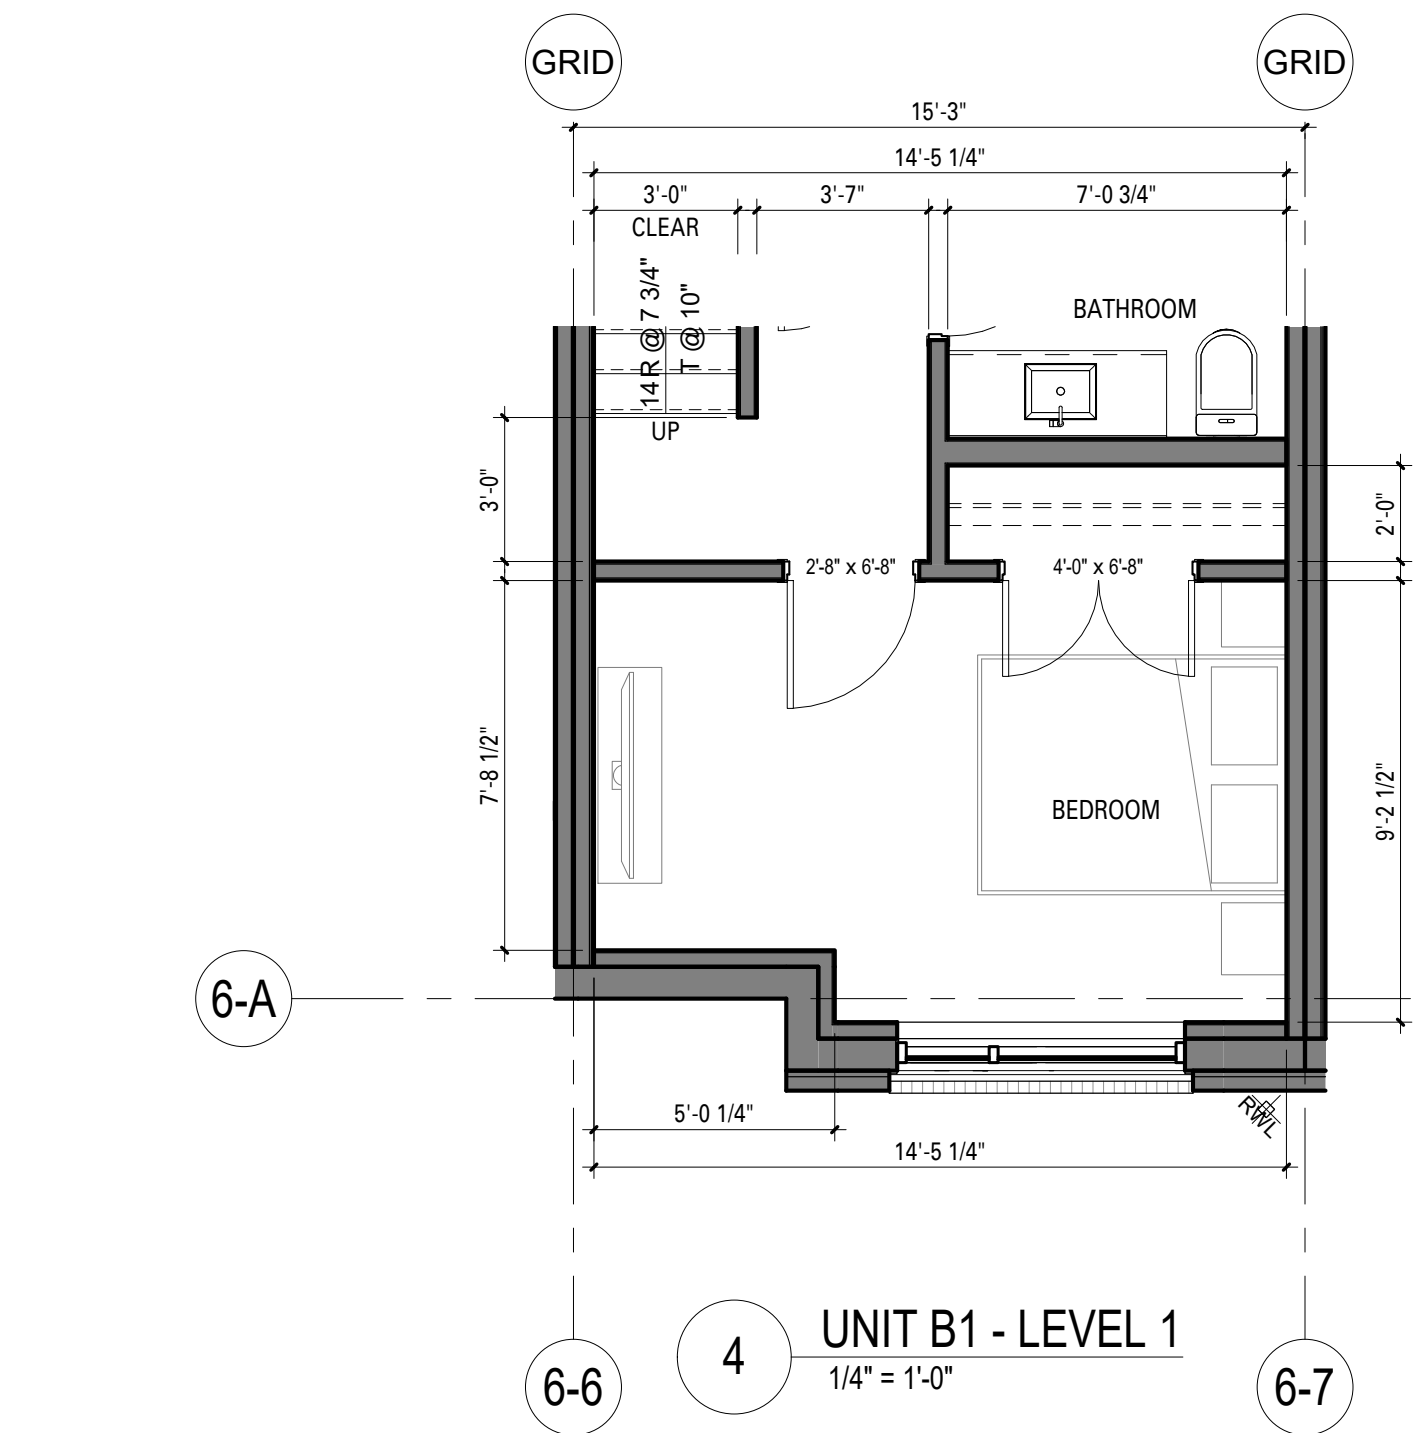 GRID
GRID
15'-3"
14'-5 1/4"
3'-0"
3'-7"
7'-0 3/4"
CLEAR
14 R @ 7 3/4"
T @ 10"
BATHROOM
UP
3'-0"
2'-0"
2'-8" x 6'-8"
4'-0" x 6'-8"
7'-8 1/2"
9'-2 1/2"
BEDROOM
6-A
RWL
5'-0 1/4"
14'-5 1/4"
4
UNIT B1 - LEVEL 1
1/4" = 1'-0"
6-6
6-7